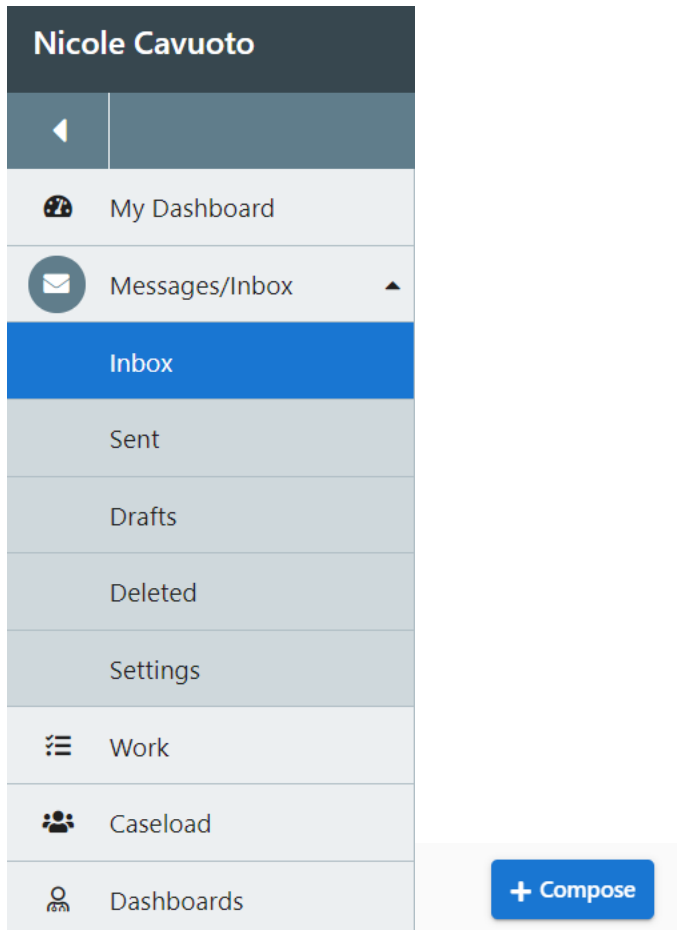 Nicole Cavuoto
My Dashboard
Messages/Inbox
Inbox
Sent
Drafts
Deleted
Settings
Work
Caseload
Dashboards
+ Compose